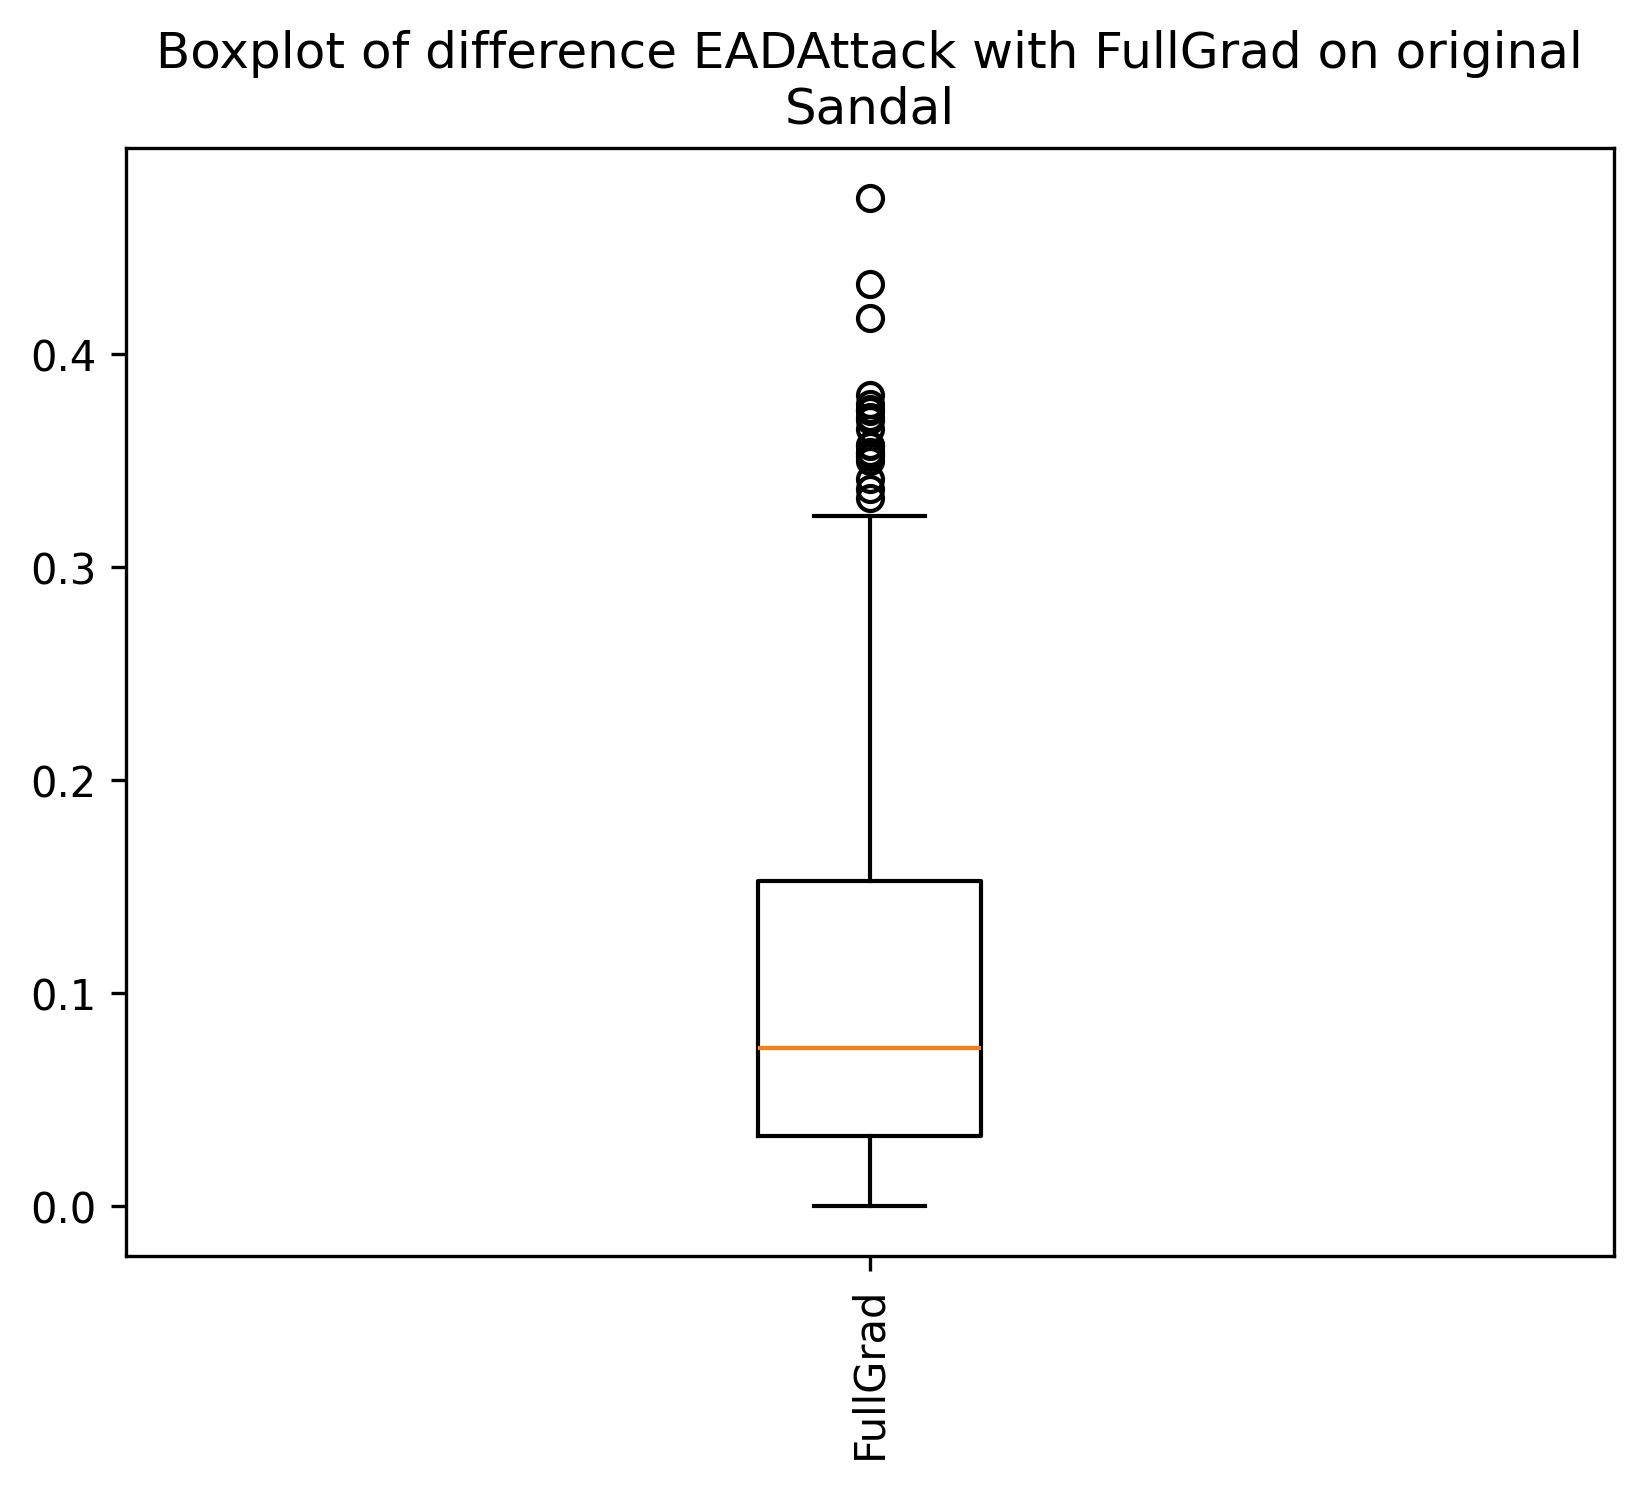 Boxplot of difference EADAttack with FullGrad on original
Sandal
0.4
0.3
0.2
0.1
0.0
FullGrad